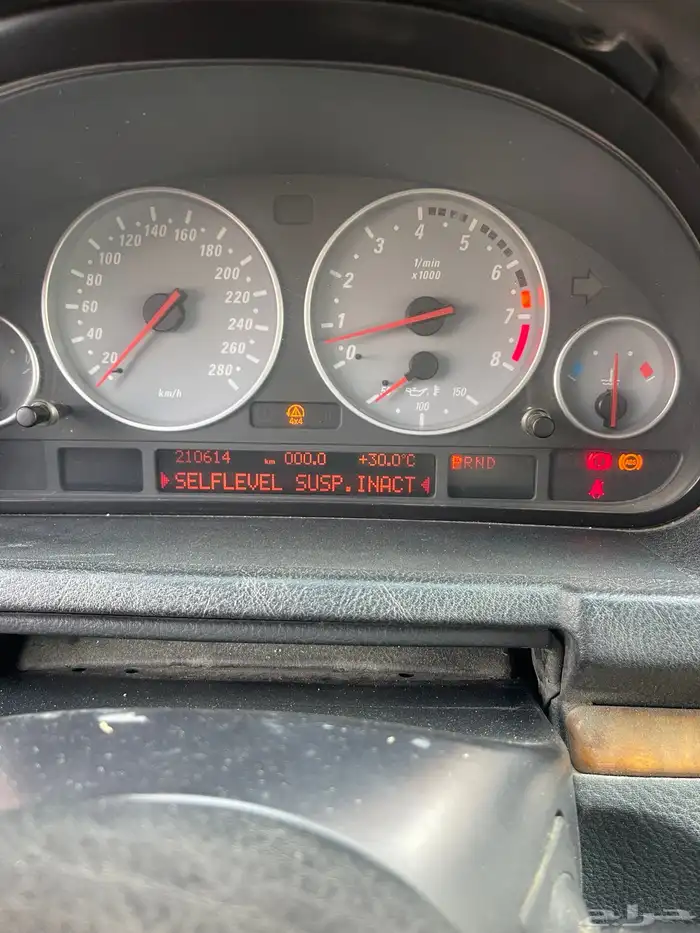 20 40 60 80 100 120 140 160 180 200 220 240 260 280
km/h
0 1 2 3 4 5 6 7 8
1/min
x1000
100 150
4x4
210614 km 000.0 +30.0°C
SELFLEVEL SUSP.INACT
PRND
حراج